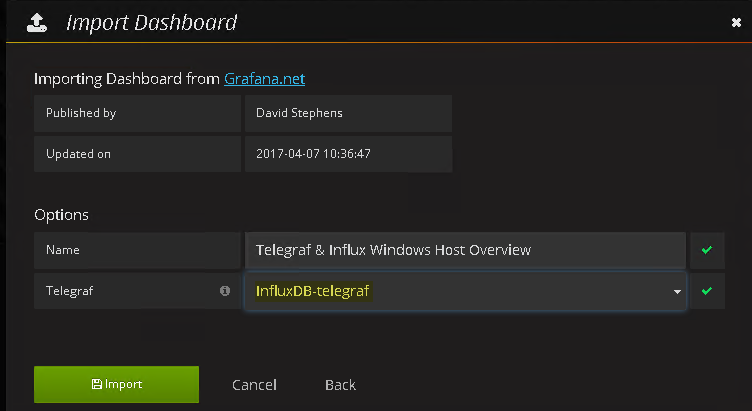 Import Dashboard
Importing Dashboard from Grafana.net
Published by David Stephens
Updated on 2017-04-07 10:36:47
Options
Name Telegraf & Influx Windows Host Overview
Telegraf InfluxDB-telegraf
Import Cancel Back